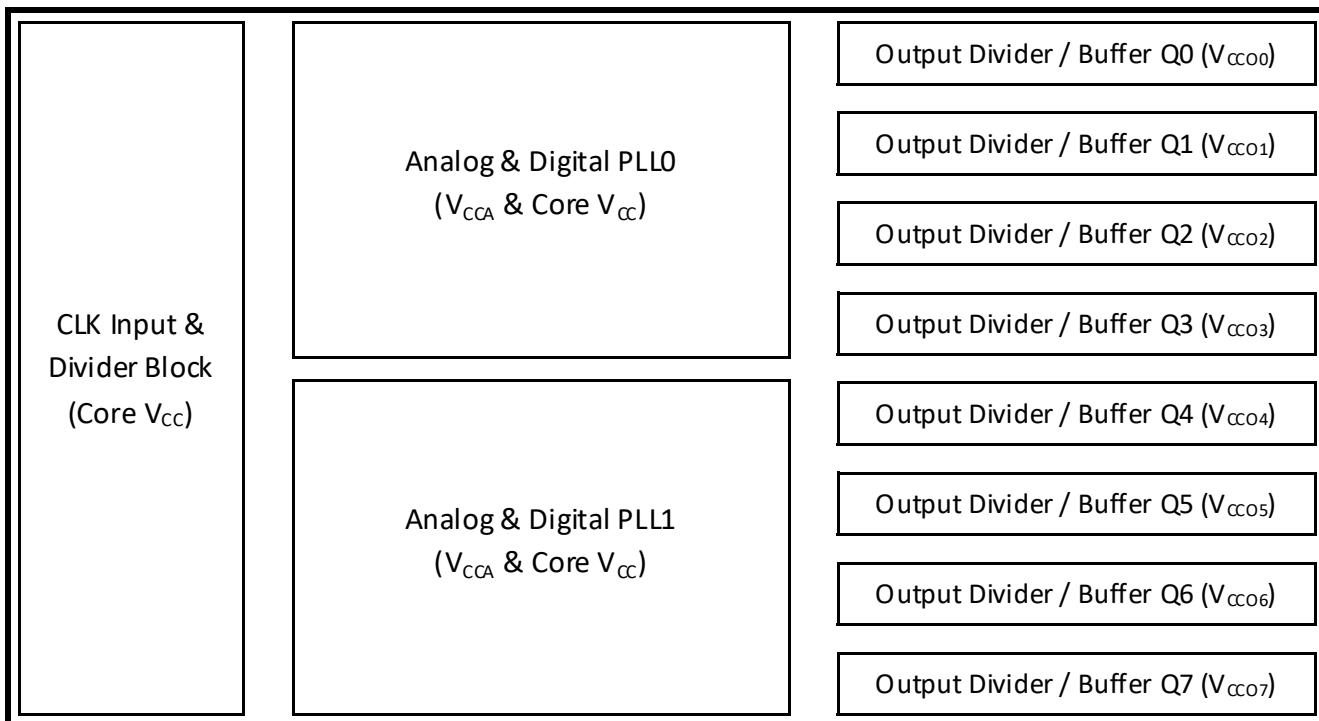 CLK Input &
Divider Block
(Core VCC)
Analog & Digital PLL0
(VCCA & Core VCC)
Analog & Digital PLL1
(VCCA & Core VCC)
Output Divider / Buffer Q0 (VCCO0)
Output Divider / Buffer Q1 (VCCO1)
Output Divider / Buffer Q2 (VCCO2)
Output Divider / Buffer Q3 (VCCO3)
Output Divider / Buffer Q4 (VCCO4)
Output Divider / Buffer Q5 (VCCO5)
Output Divider / Buffer Q6 (VCCO6)
Output Divider / Buffer Q7 (VCCO7)